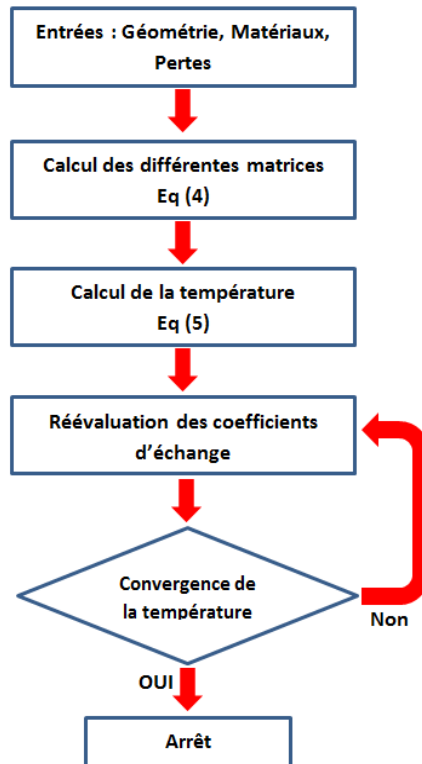 Entrées : Géométrie, Matériaux,
Pertes
Calcul des différentes matrices
Eq (4)
Calcul de la température
Eq (5)
Réévaluation des coefficients
d'échange
Convergence de
la température
Non
OUI
Arrêt